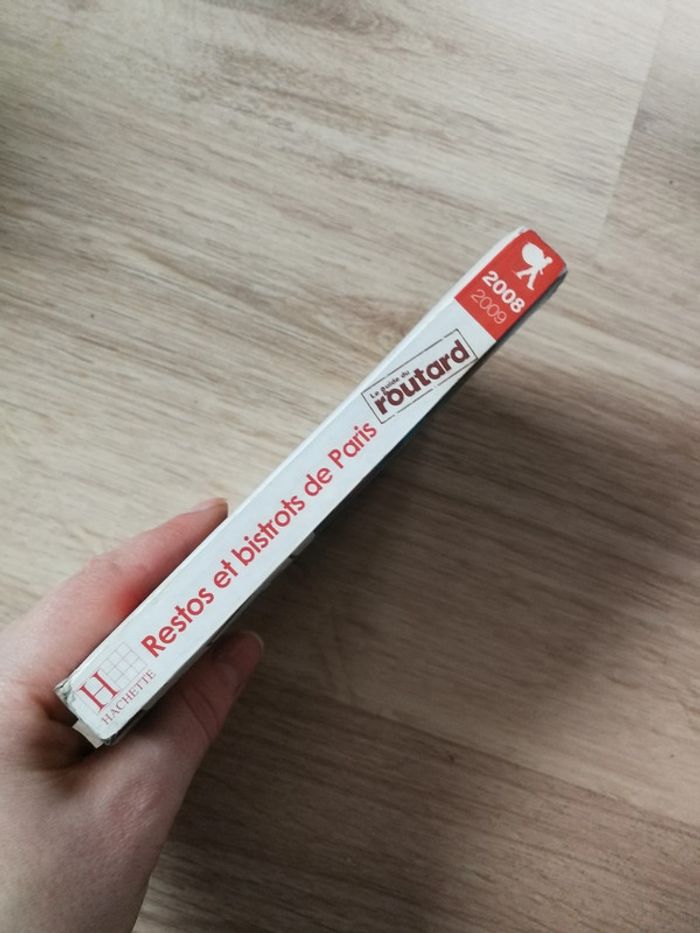 H
HACHETTE
Restos et bistrots de Paris
Le guide du
routard
2008
2009